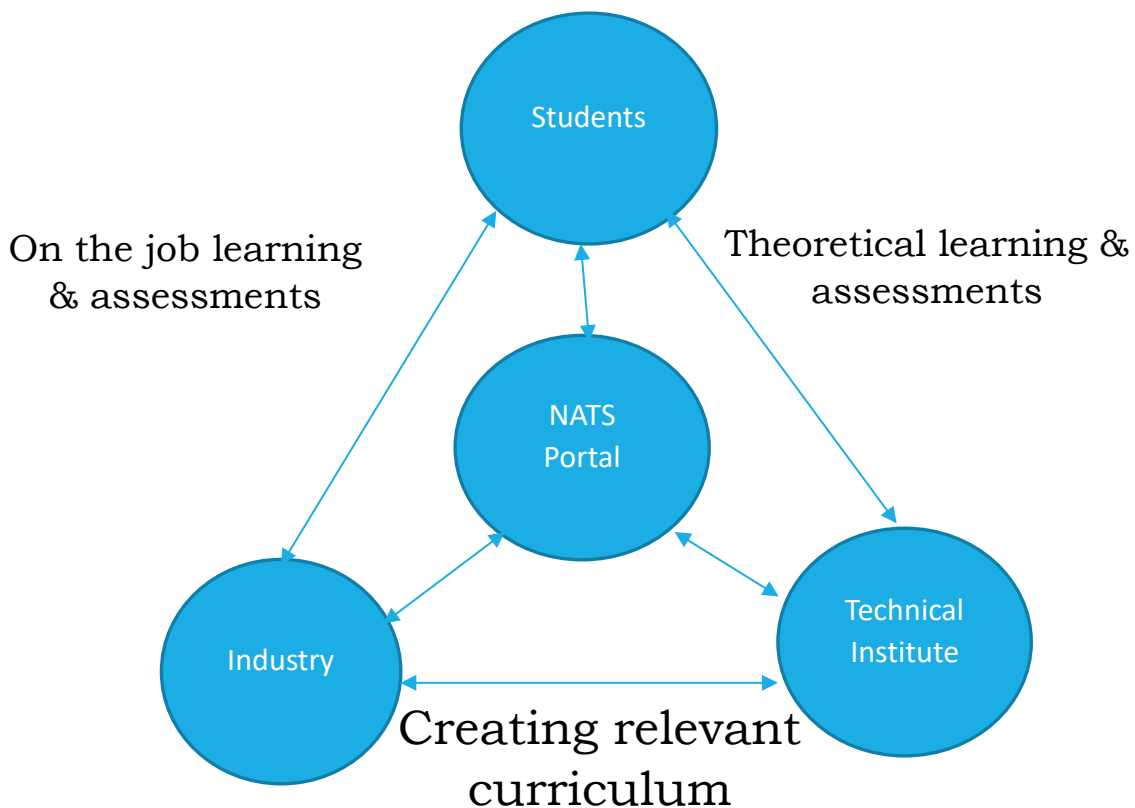 Students
On the job learning
& assessments
Theoretical learning &
assessments
NATS
Portal
Industry
Technical
Institute
Creating relevant
curriculum